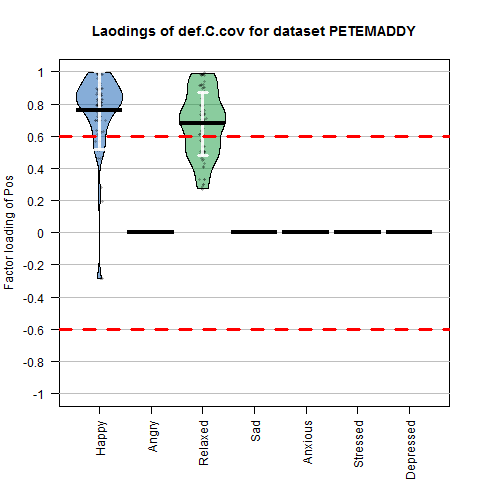 Laodings of def.C.cov for dataset PETEMADDY
Factor loading of Pos
1
0.8
0.6
0.4
0.2
0
-0.2
-0.4
-0.6
-0.8
-1
Happy
Angry
Relaxed
Sad
Anxious
Stressed
Depressed